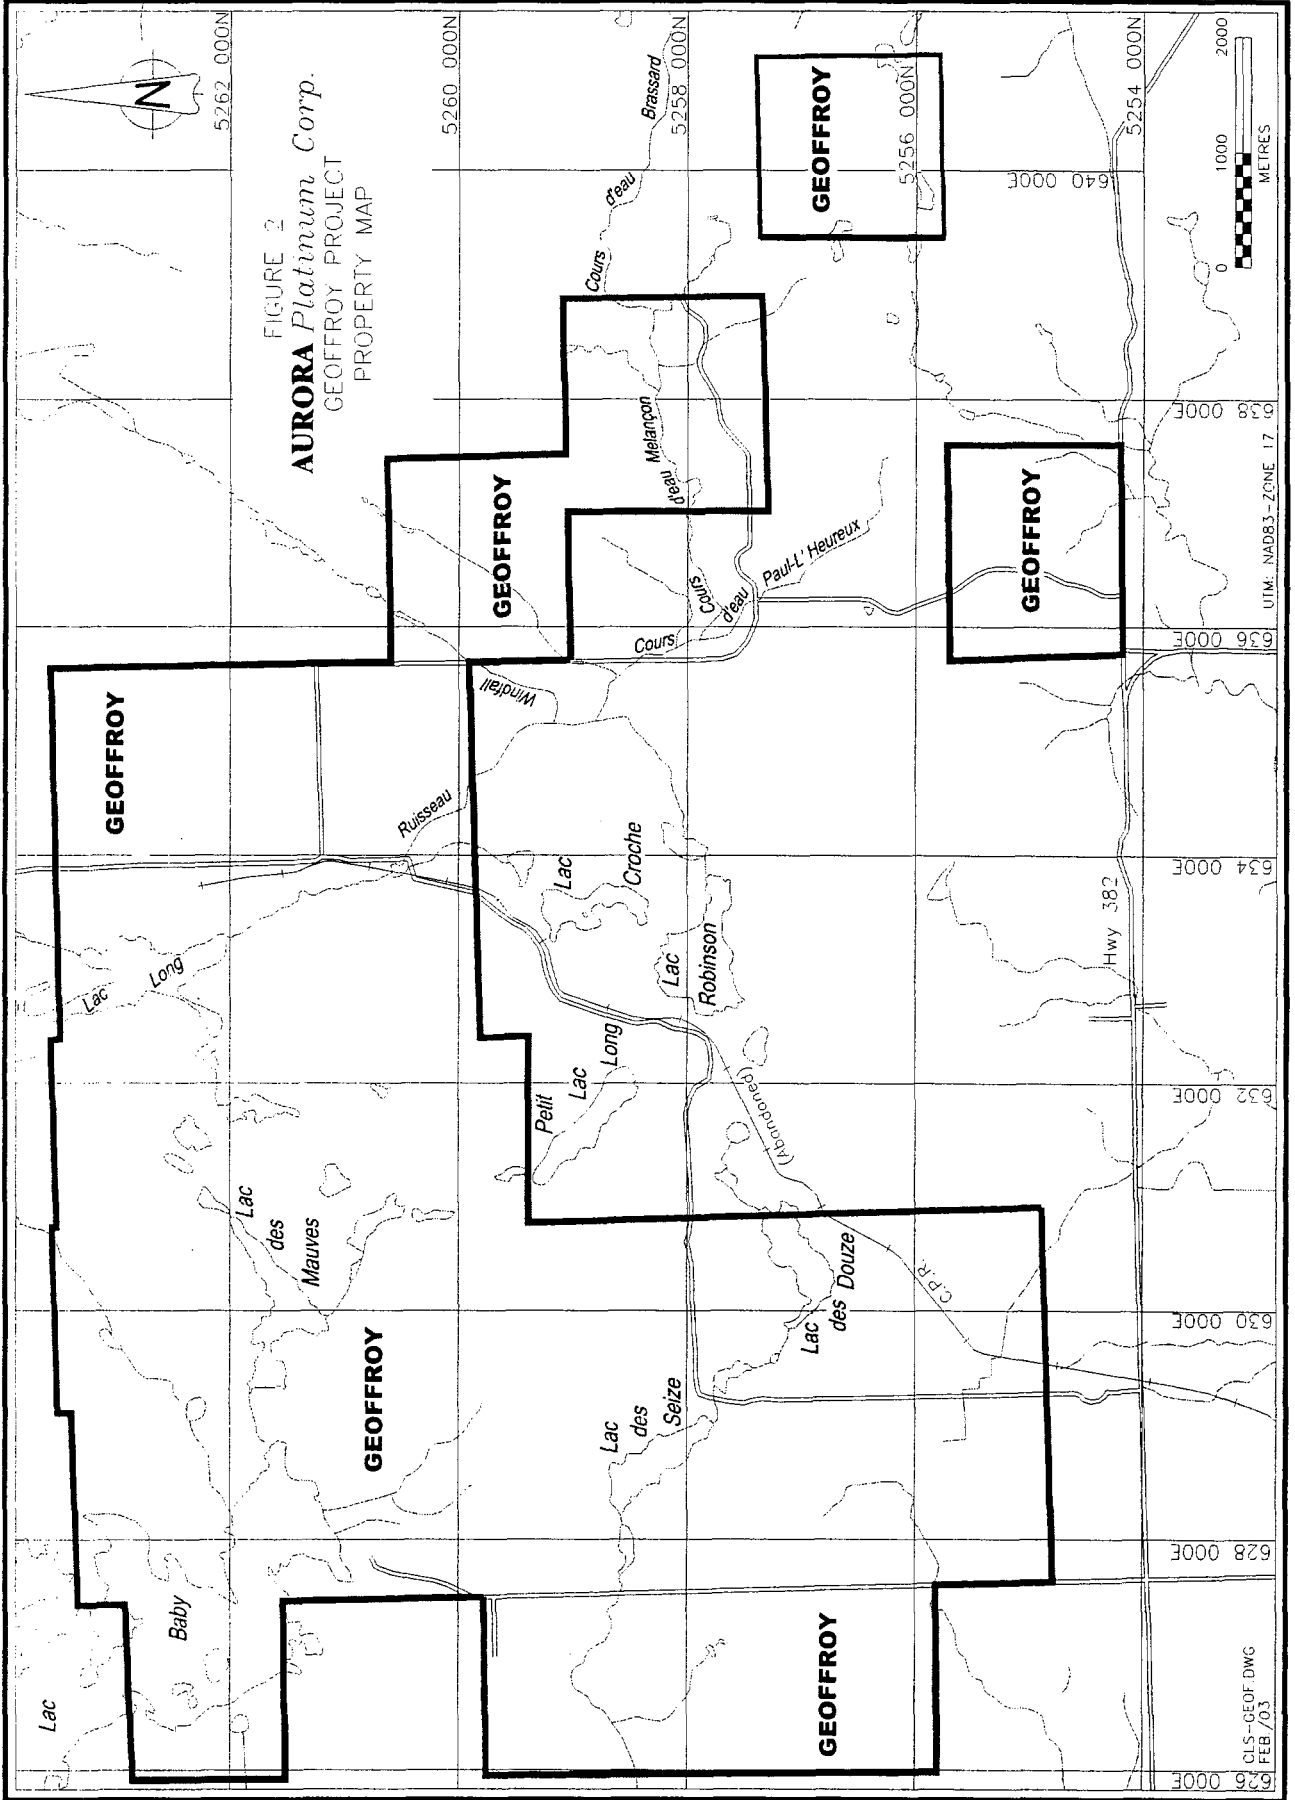 FIGURE 2
AURORA Platinum Corp.
GEOFFROY PROJECT
PROPERTY MAP
N
5262 000N
5260 000N
5258 000N
5256 000N
5254 000N
626 000E
628 000E
630 000E
632 000E
634 000E
636 000E
638 000E
640 000E
Lac
Baby
Lac
des
Mauves
Lac
Long
GEOFFROY
GEOFFROY
GEOFFROY
GEOFFROY
GEOFFROY
GEOFFROY
Ruisseau
Windfall
Petit
Lac
Long
Lac
Croche
Lac
Robinson
Lac
des
Seize
Lac
des Douze
C.P.R.
(Abandoned)
Cours
d'eau
Melançon
Cours
d'eau
Paul-L' Heureux
Cours
d'eau
Brassard
Hwy 382
CLS-GEOF.DWG
FEB./03
UTM: NAD83-ZONE 17
0 1000 2000
METRES